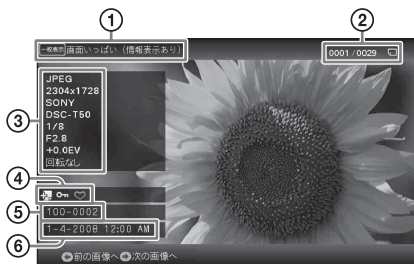 ①
②
一般表示 画面いっぱい（情報表示あり）
0001/0029
③
JPEG
2304x1728
SONY
DSC-T50
1/8
F2.8
+0.0EV
回転なし
④
⑤
100-0002
⑥
1-4-2008 12:00 AM
前の画像へ 次の画像へ